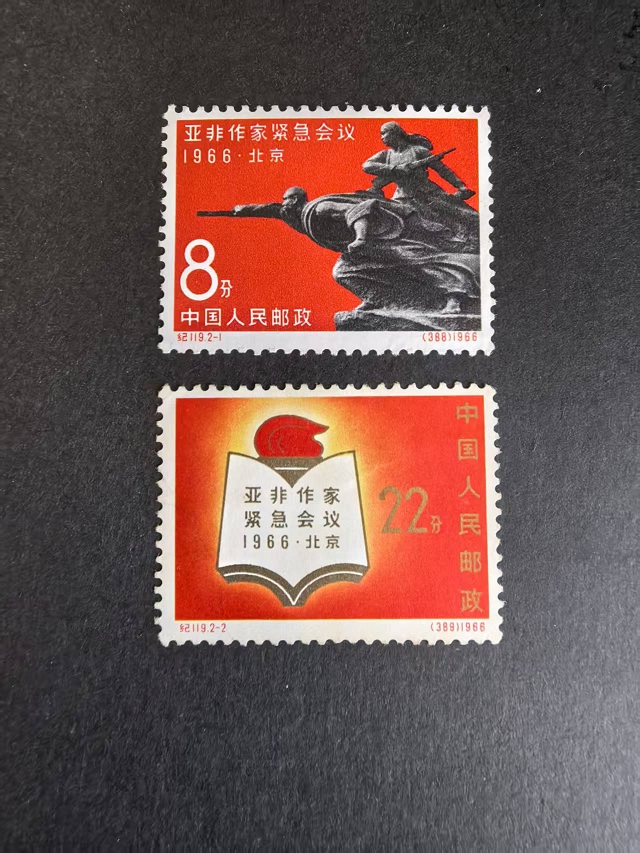 亚非作家紧急会议
1966·北京
8分
中国人民邮政
纪119.2-1
(388)1966
亚非作家
紧急会议
1966·北京
22分
中国人民邮政
纪119.2-2
(389)1966